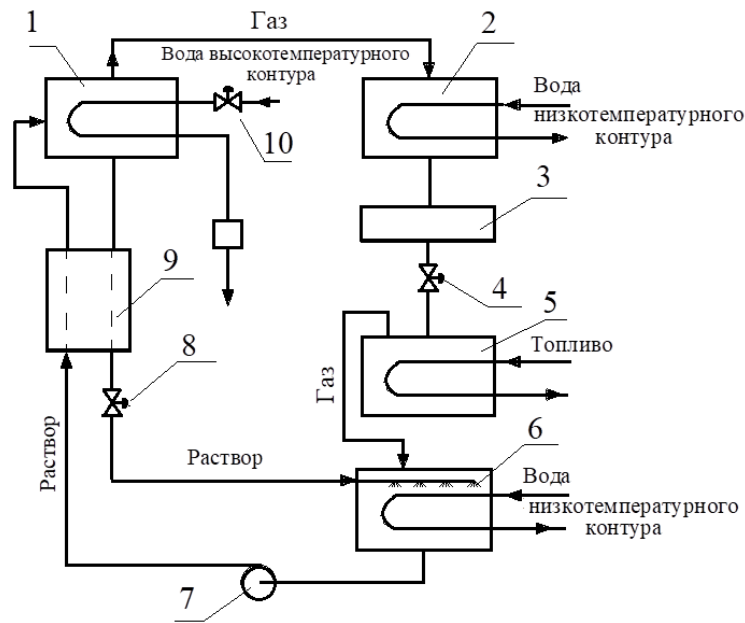 Газ
1
2
Вода высокотемпературного
контура
Вода
низкотемпературного
контура
10
3
9
4
5
Топливо
8
Газ
6
Раствор
Раствор
Вода
низкотемпературного
контура
7